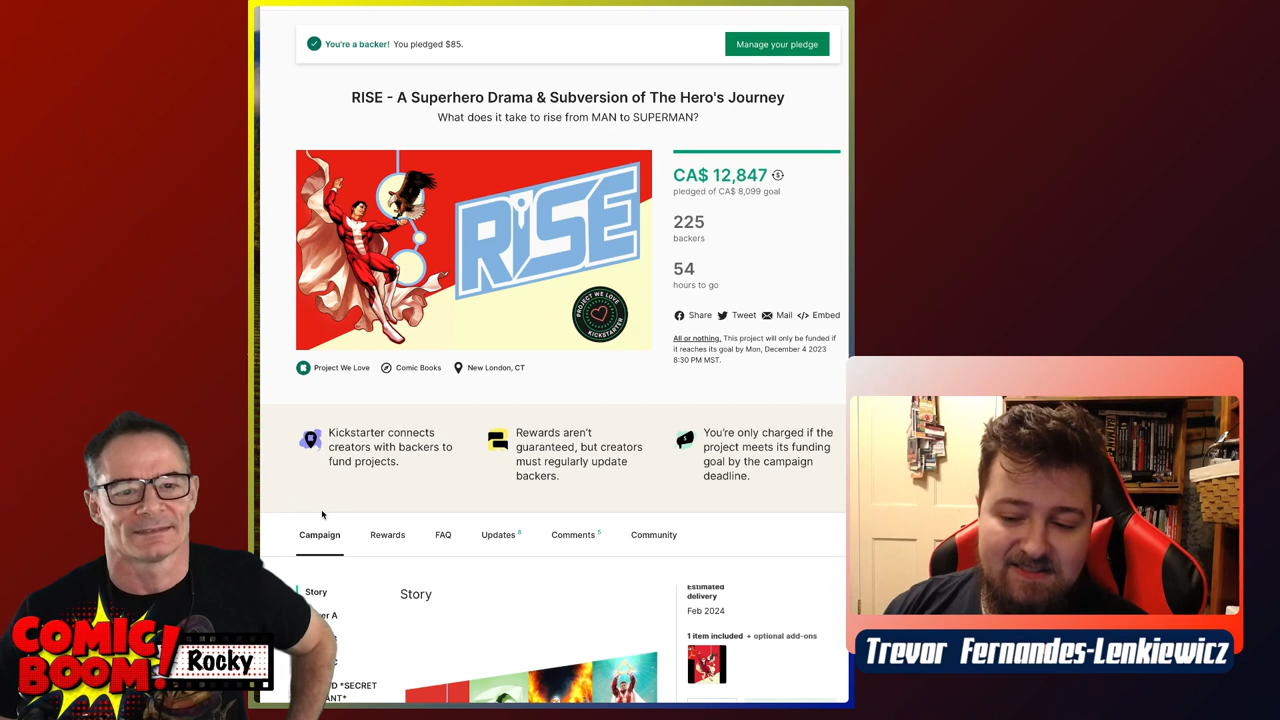 You're a backer! You pledged $85.
Manage your pledge
RISE - A Superhero Drama & Subversion of The Hero's Journey
What does it take to rise from MAN to SUPERMAN?
RISE
PROJECT WE LOVE
KICKSTARTER
CA$ 12,847
pledged of CA$ 8,099 goal
225
backers
54
hours to go
Share Tweet Mail Embed
All or nothing. This project will only be funded if
it reaches its goal by Mon, December 4 2023
8:30 PM MST.
Project We Love Comic Books New London, CT
Kickstarter connects
creators with backers to
fund projects.
Rewards aren't
guaranteed, but creators
must regularly update
backers.
You're only charged if the
project meets its funding
goal by the campaign
deadline.
Campaign Rewards FAQ Updates 8 Comments 5 Community
Story
Story
Estimated
delivery
Feb 2024
1 item included + optional add-ons
*SECRET
COMIC
BOOM!
Rocky
Trevor Fernandes-Lenkiewicz